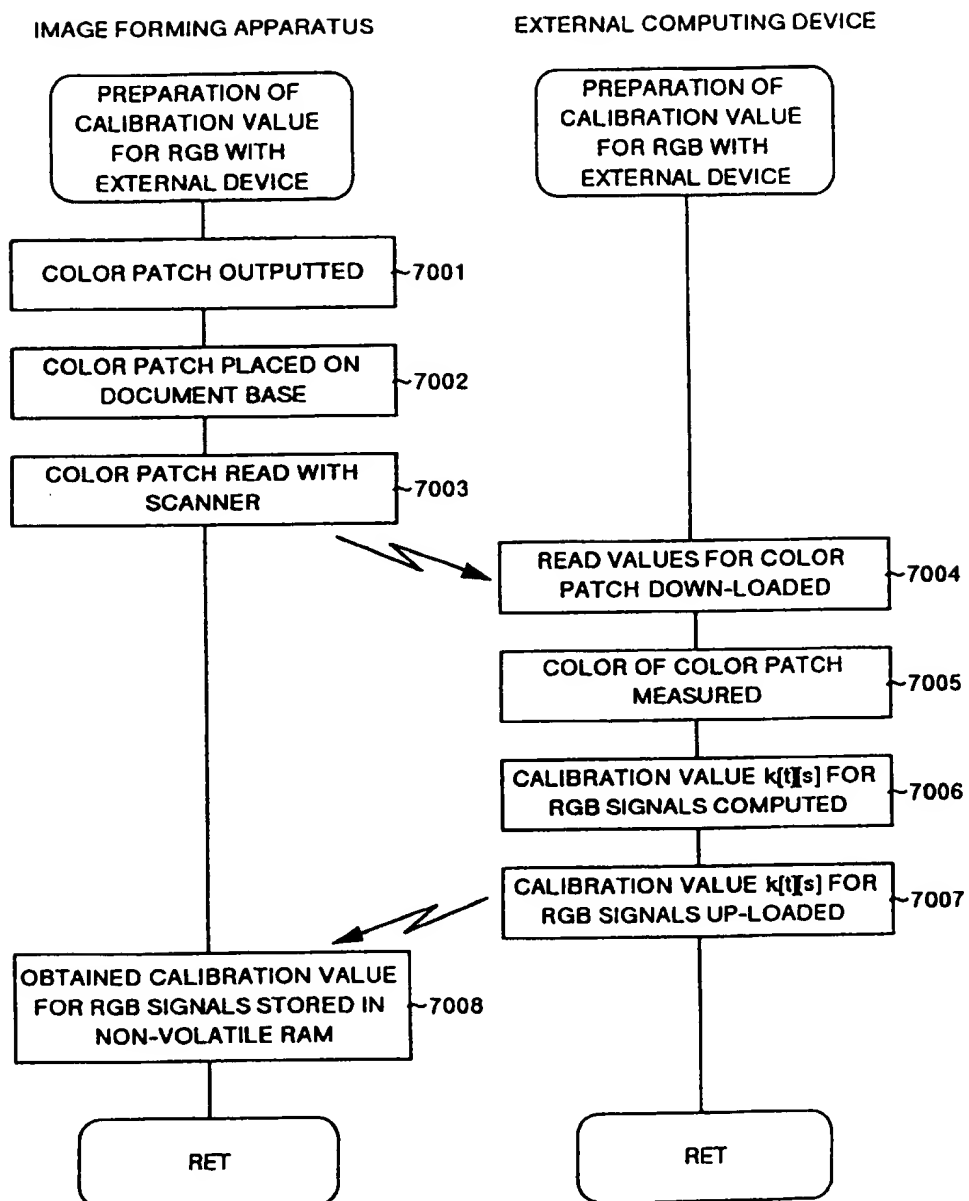 IMAGE FORMING APPARATUS
EXTERNAL COMPUTING DEVICE
PREPARATION OF
CALIBRATION VALUE
FOR RGB WITH
EXTERNAL DEVICE
PREPARATION OF
CALIBRATION VALUE
FOR RGB WITH
EXTERNAL DEVICE
COLOR PATCH OUTPUTTED
7001
COLOR PATCH PLACED ON
DOCUMENT BASE
7002
COLOR PATCH READ WITH
SCANNER
7003
READ VALUES FOR COLOR
PATCH DOWN-LOADED
7004
COLOR OF COLOR PATCH
MEASURED
7005
CALIBRATION VALUE k[t][s] FOR
RGB SIGNALS COMPUTED
7006
CALIBRATION VALUE k[t][s] FOR
RGB SIGNALS UP-LOADED
7007
OBTAINED CALIBRATION VALUE
FOR RGB SIGNALS STORED IN
NON-VOLATILE RAM
7008
RET
RET